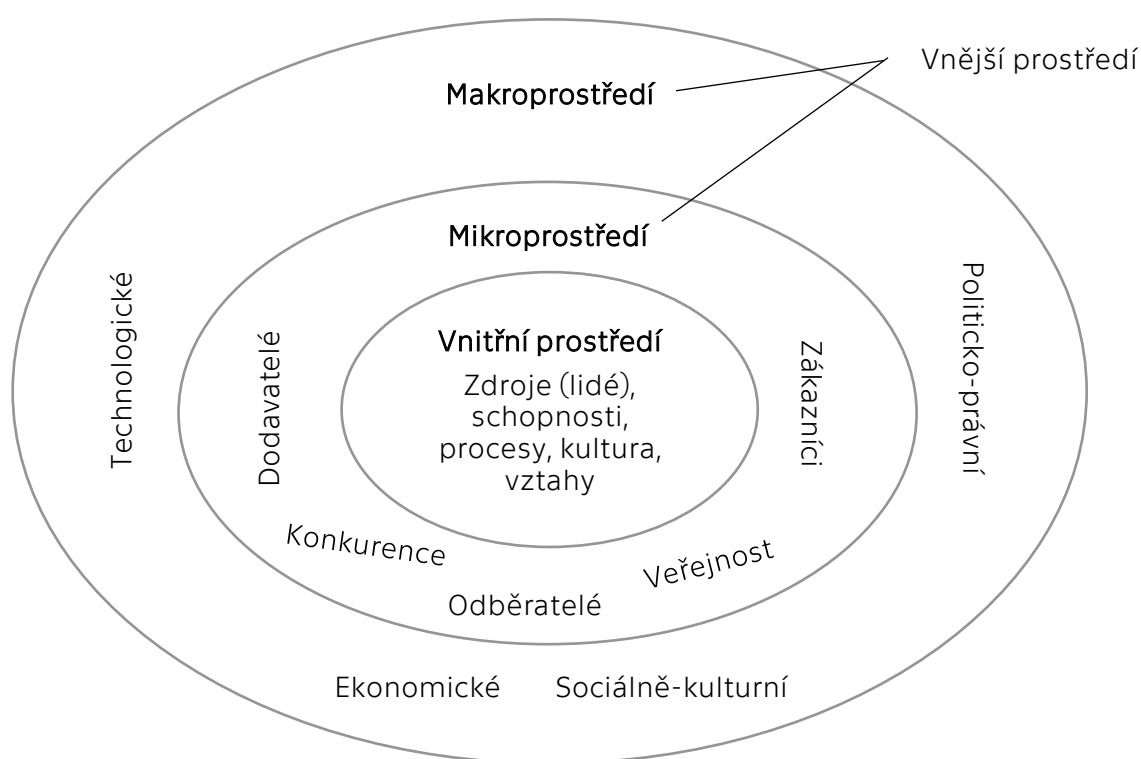 Vnější prostředí
Makroprostředí
Mikroprostředí
Technologické
Dodavatelé
Vnitřní prostředí
Zdroje (lidé),
schopnosti,
procesy, kultura,
vztahy
Zákazníci
Politicko-právní
Konkurence
Veřejnost
Odběratelé
Ekonomické
Sociálně-kulturní